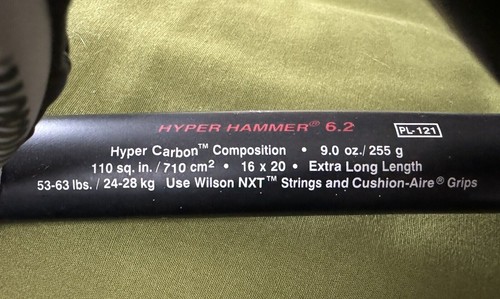 HYPER HAMMER® 6.2 PL-121
Hyper Carbon™ Composition • 9.0 oz./255 g
110 sq. in./710 cm² • 16 x 20 • Extra Long Length
53-63 lbs./24-28 kg Use Wilson NXT™ Strings and Cushion-Aire® Grips